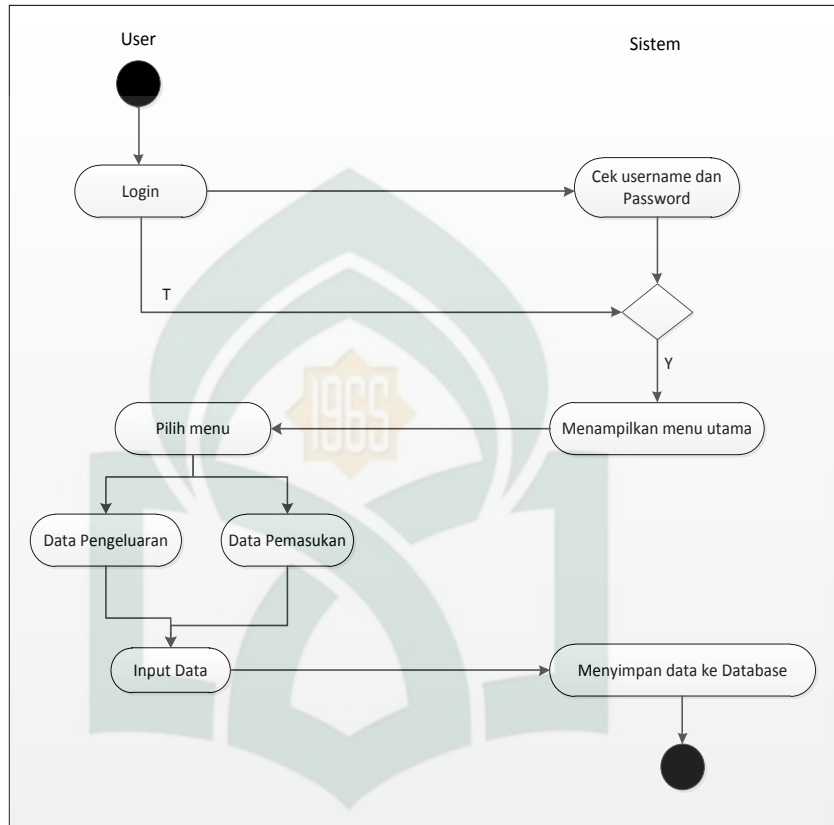 User
Sistem
Login
Cek username dan
Password
T
Y
1965
Pilih menu
Menampilkan menu utama
Data Pengeluaran
Data Pemasukan
Input Data
Menyimpan data ke Database